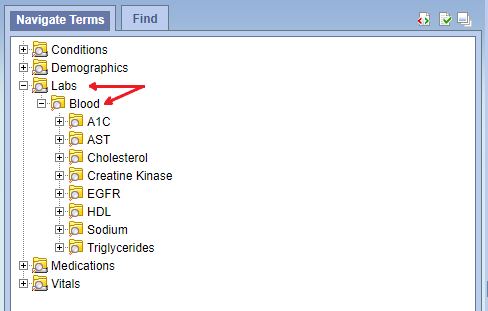 Navigate Terms
Find
Conditions
Demographics
Labs
Blood
A1C
AST
Cholesterol
Creatine Kinase
EGFR
HDL
Sodium
Triglycerides
Medications
Vitals